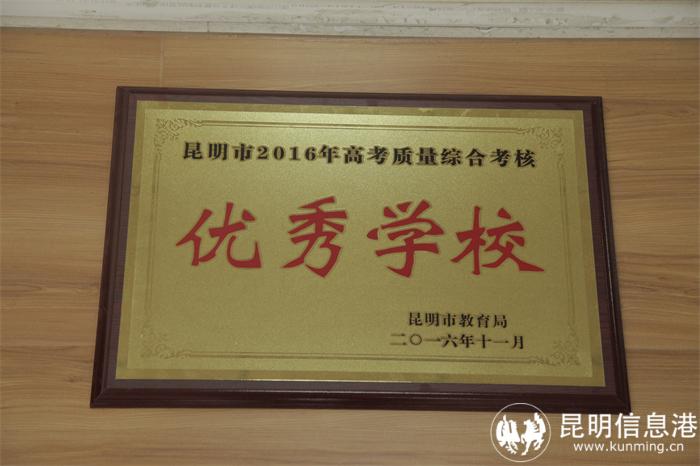 昆明市2016年高考质量综合考核
优秀学校
昆明市教育局
二〇一六年十一月
昆明信息港
www.kunming.cn